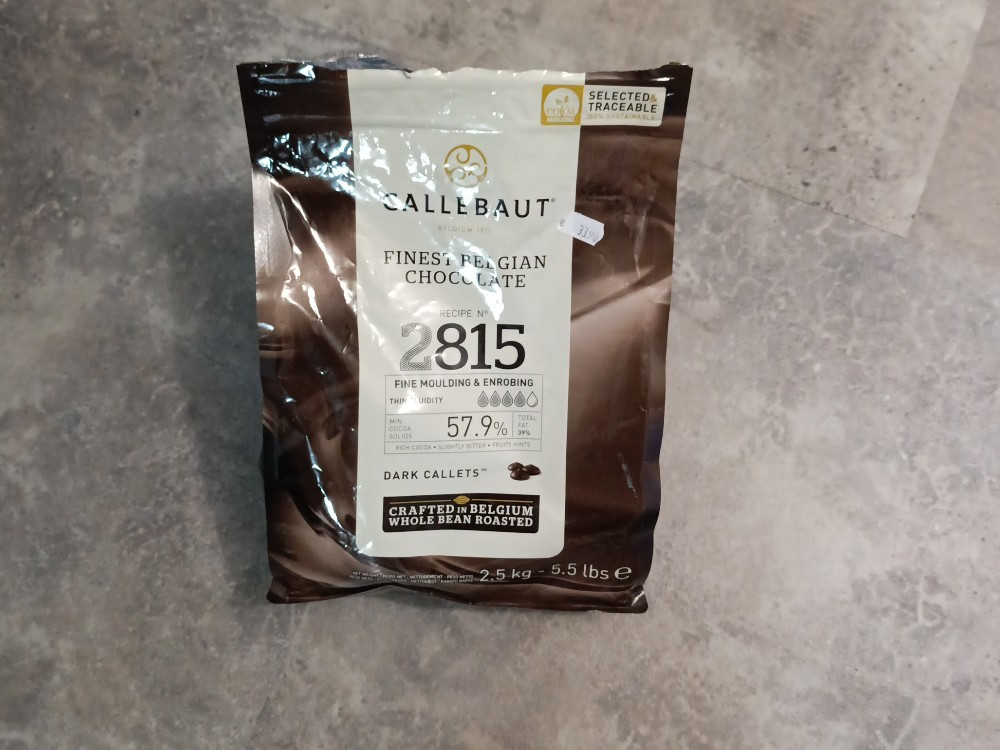 SELECTED&
TRACEABLE
100% SUSTAINABLE
cocoa
CALLEBAUT®
BELGIUM 1911
FINEST BELGIAN
CHOCOLATE
RECIPE N°
2815
FINE MOULDING & ENROBING
THIN FLUIDITY
MIN.
COCOA
SOLIDS
57.9%
TOTAL
FAT
39%
RICH COCOA • SLIGHTLY BITTER • FRUITY HINTS
DARK CALLETS™
CRAFTED IN BELGIUM
WHOLE BEAN ROASTED
2.5 kg - 5.5 lbs e